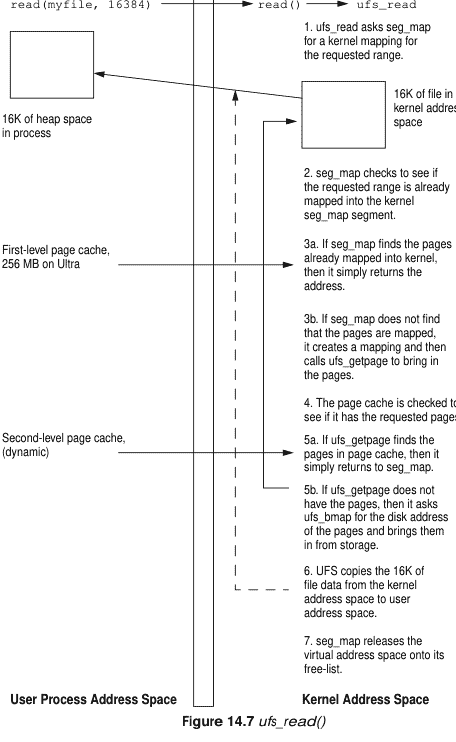 read(myfile, 16384)
read()
ufs_read
1. ufs_read asks seg_map
for a kernel mapping for
the requested range.
16K of heap space
in process
16K of file in
kernel address
space
2. seg_map checks to see if
the requested range is already
mapped into the kernel
seg_map segment.
First-level page cache,
256 MB on Ultra
3a. If seg_map finds the pages
already mapped into kernel,
then it simply returns the
address.
3b. If seg_map does not find
that the pages are mapped,
it creates a mapping and then
calls ufs_getpage to bring in
the pages.
4. The page cache is checked to
see if it has the requested pages
Second-level page cache,
(dynamic)
5a. If ufs_getpage finds the
pages in page cache, then it
simply returns to seg_map.
5b. If ufs_getpage does not
have the pages, then it asks
ufs_bmap for the disk address
of the pages and brings them
in from storage.
6. UFS copies the 16K of
file data from the kernel
address space to user
address space.
7. seg_map releases the
virtual address space onto its
free-list.
User Process Address Space
Kernel Address Space
Figure 14.7 ufs_read()